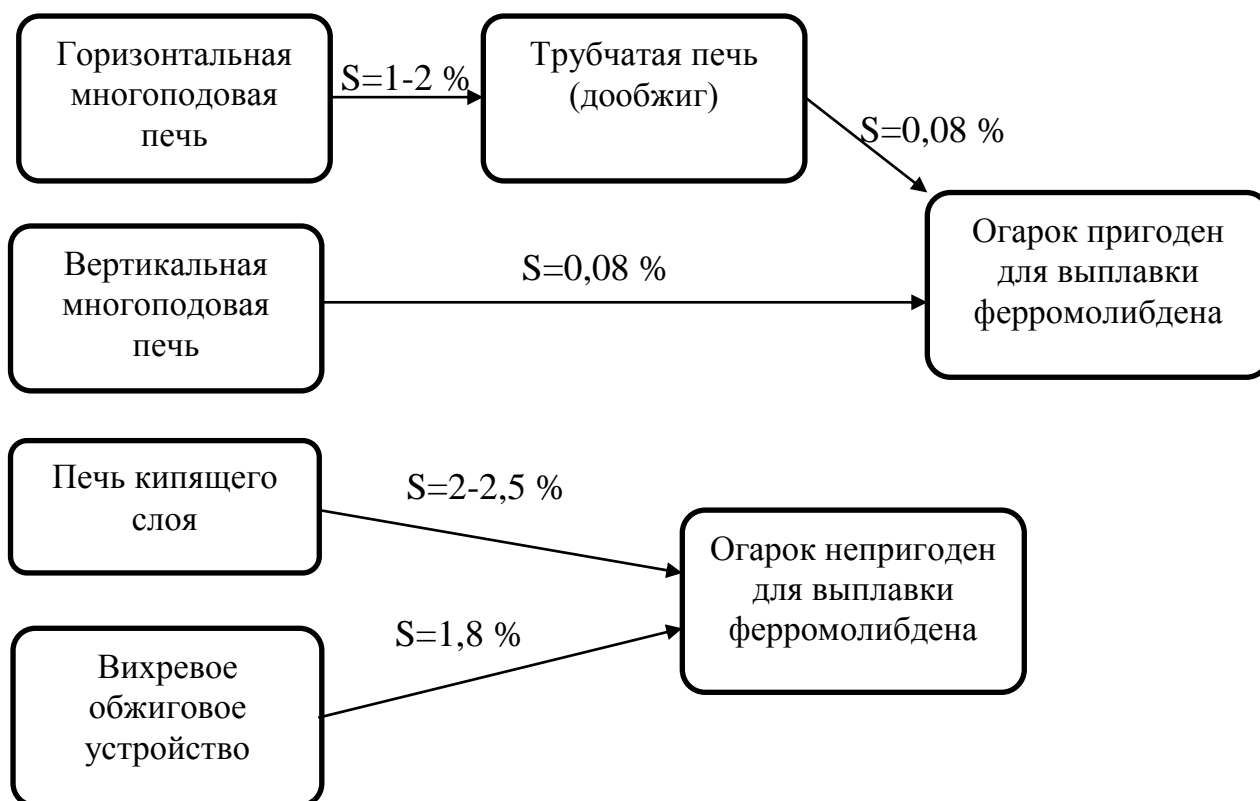 Горизонтальная
многоподовая
печь
S=1-2 %
Трубчатая печь
(дообжиг)
S=0,08 %
Огарок пригоден
для выплавки
ферромолибдена
Вертикальная
многоподовая
печь
S=0,08 %
Печь кипящего
слоя
S=2-2,5 %
Огарок непригоден
для выплавки
ферромолибдена
S=1,8 %
Вихревое
обжиговое
устройство